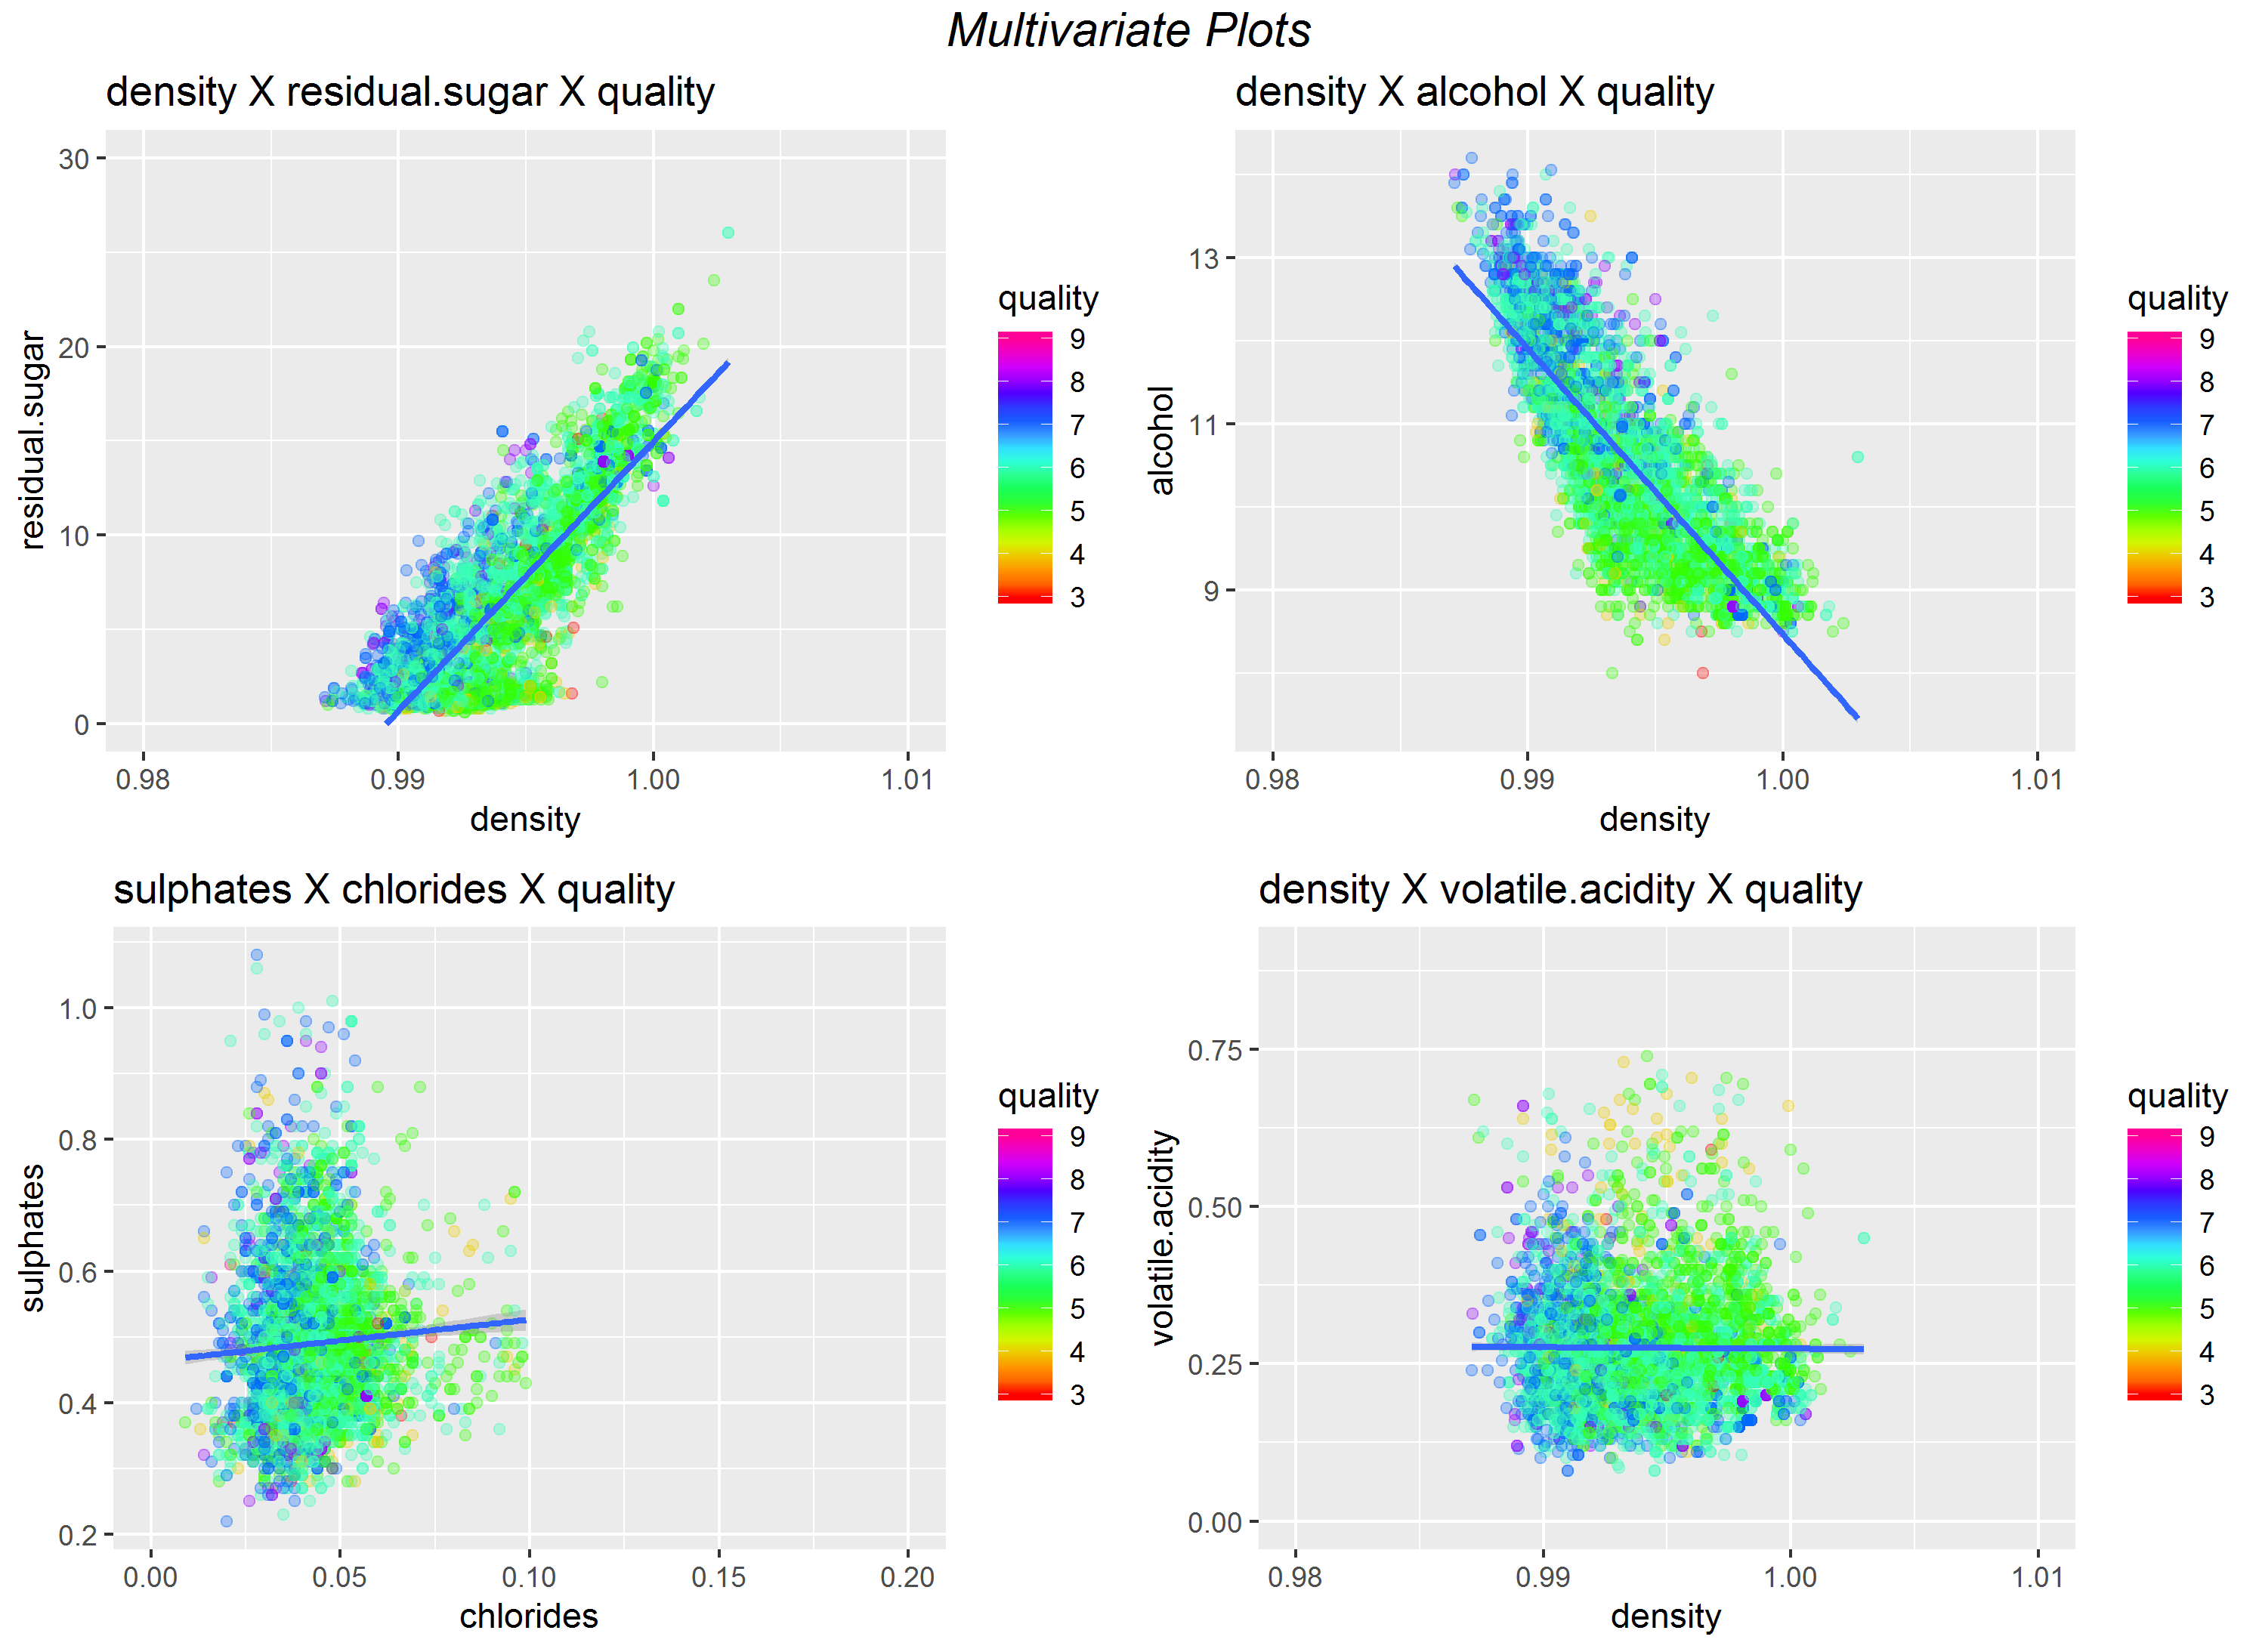 Multivariate Plots
density X residual.sugar X quality
30
20
10
0
residual.sugar
0.98 0.99 1.00 1.01
density
quality
9
8
7
6
5
4
3
density X alcohol X quality
13
11
9
alcohol
0.98 0.99 1.00 1.01
density
quality
9
8
7
6
5
4
3
sulphates X chlorides X quality
1.0
0.8
0.6
0.4
0.2
sulphates
0.00 0.05 0.10 0.15 0.20
chlorides
quality
9
8
7
6
5
4
3
density X volatile.acidity X quality
0.75
0.50
0.25
0.00
volatile.acidity
0.98 0.99 1.00 1.01
density
quality
9
8
7
6
5
4
3